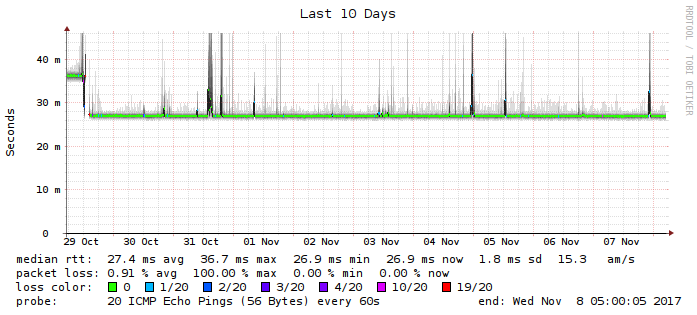 Last 10 Days
RRDTOOL / TOBI OETIKER
Seconds
40 m
30 m
20 m
10 m
0
29 Oct 30 Oct 31 Oct 01 Nov 02 Nov 03 Nov 04 Nov 05 Nov 06 Nov 07 Nov
median rtt: 27.4 ms avg 36.7 ms max 26.9 ms min 26.9 ms now 1.8 ms sd 15.3 am/s
packet loss: 0.91 % avg 100.00 % max 0.00 % min 0.00 % now
loss color: 0 1/20 2/20 3/20 4/20 10/20 19/20
probe: 20 ICMP Echo Pings (56 Bytes) every 60s end: Wed Nov 8 05:00:05 2017